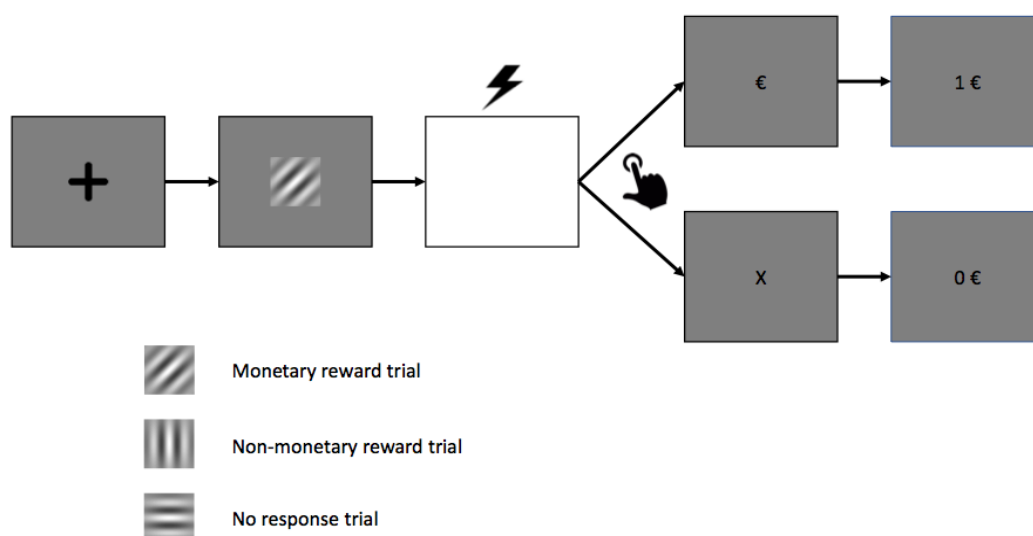 €
1 €
X
0 €
Monetary reward trial
Non-monetary reward trial
No response trial